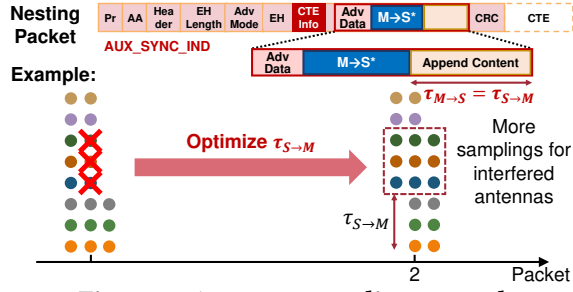 Nesting Packet
Pr AA Hea der EH Length Adv Mode EH CTE Info Adv Data M→S* CRC CTE
AUX_SYNC_IND
Adv Data M→S* Append Content
Example:
τM→S = τS→M
Optimize τS→M
More samplings for interfered antennas
τS→M
2 Packet